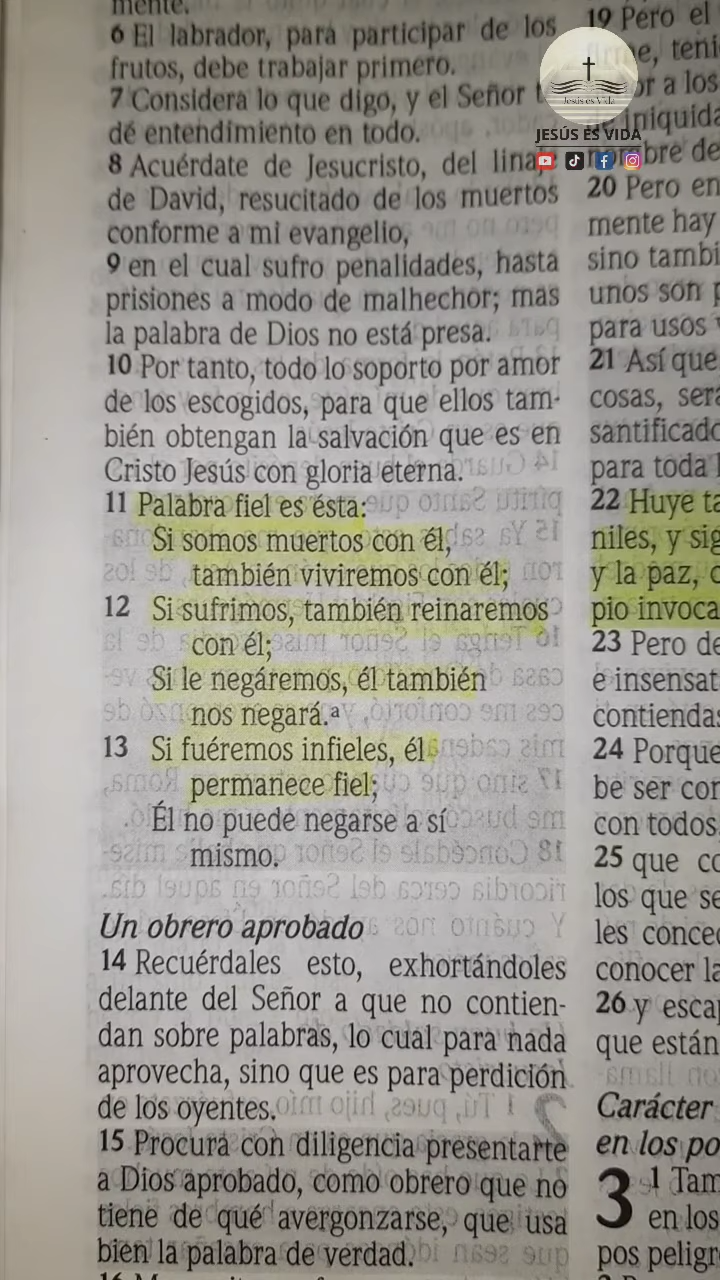 mente.
6 El labrador, para participar de los
frutos, debe trabajar primero.
7 Considera lo que digo, y el Señor
dé entendimiento en todo.
8 Acuérdate de Jesucristo, del
de David, resucitado de los muertos
conforme a mi evangelio,
9 en el cual sufro penalidades, hasta
prisiones a modo de malhechor; mas
la palabra de Dios no está presa.
10 Por tanto, todo lo soporto por amor
de los escogidos, para que ellos tam-
bién obtengan la salvación que es en
Cristo Jesús con gloria eterna.
11 Palabra fiel es ésta:
Si somos muertos con él,
también viviremos con él;
12 Si sufrimos, también reinaremos
con él;
Si le negáremos, él también
nos negará.ª
13 Si fuéremos infieles, él
permanece fiel;
Él no puede negarse a sí
mismo.
Un obrero aprobado
14 Recuérdales esto, exhortándoles
delante del Señor a que no contien-
dan sobre palabras, lo cual para nada
aprovecha, sino que es para perdición
de los oyentes.
15 Procura con diligencia presentarte
a Dios aprobado, como obrero que no
tiene de qué avergonzarse, que usa
bien la palabra de verdad.
19 Pero el
a los
iniquida
de
20 Pero en
mente hay
sino tambi
unos son
para usos
21 Así que
cosas, será
santificado
para toda
22 Huye
niles, y sig
y la paz,
pio invoca
23 Pero de
e insensat
contiendas
24 Porque
be ser
con todos,
25 que
los que se
les conced
conocer la
26 y escap
que están
Carácter
en los
3 1 Tam
en los
pos peligr
Jesús es Vida
JESÚS ES VIDA